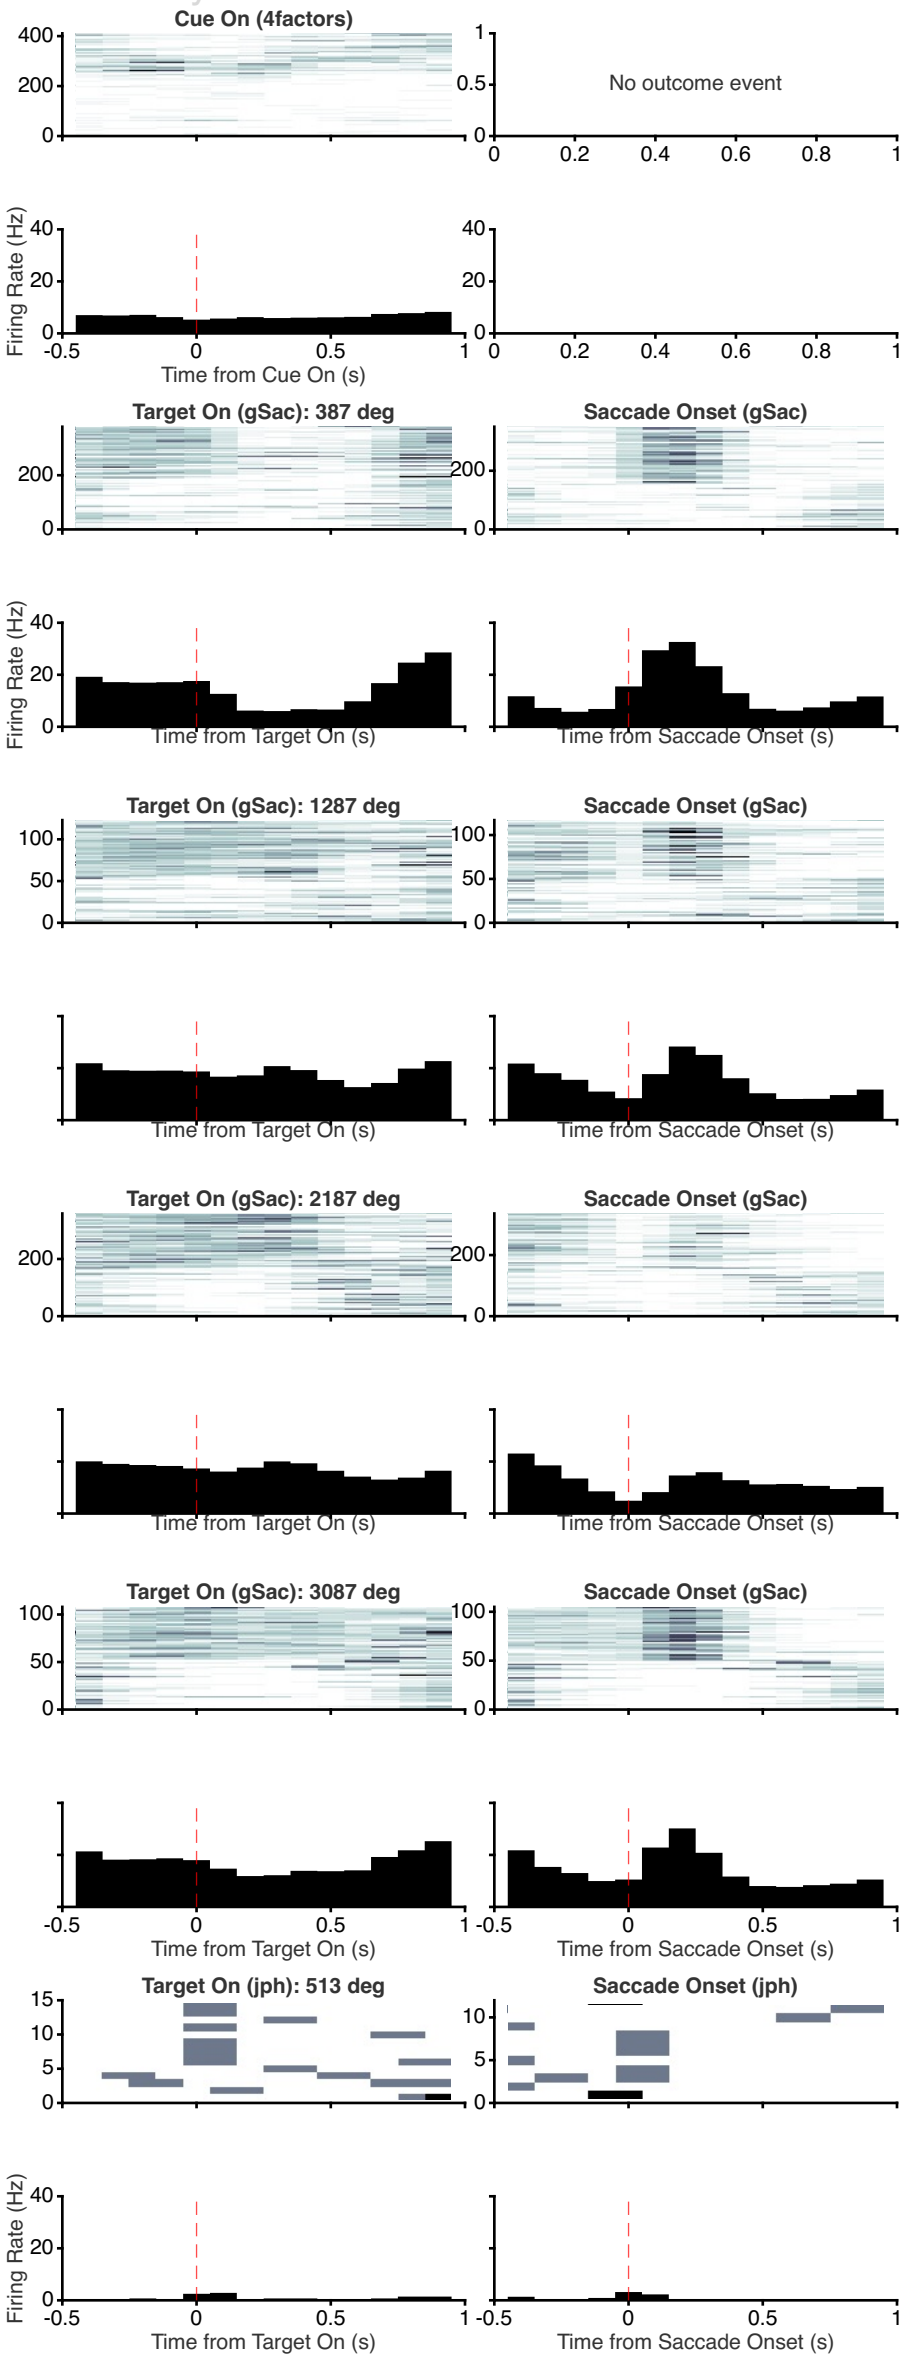 Cue On (4factors)
400
200
0
1
0.5
0
No outcome event
0 0.2 0.4 0.6 0.8 1
Firing Rate (Hz)
40
20
0
-0.5 0 0.5 1
Time from Cue On (s)
40
20
0
0 0.2 0.4 0.6 0.8 1
Target On (gSac): 387 deg
200
0
Saccade Onset (gSac)
200
0
Firing Rate (Hz)
40
20
0
Time from Target On (s)
Time from Saccade Onset (s)
Target On (gSac): 1287 deg
100
50
0
Saccade Onset (gSac)
100
50
0
Time from Target On (s)
Time from Saccade Onset (s)
Target On (gSac): 2187 deg
200
0
Saccade Onset (gSac)
200
0
Time from Target On (s)
Time from Saccade Onset (s)
Target On (gSac): 3087 deg
100
50
0
Saccade Onset (gSac)
100
50
0
-0.5 0 0.5 1
Time from Target On (s)
-0.5 0 0.5 1
Time from Saccade Onset (s)
Target On (jph): 513 deg
15
10
5
0
Saccade Onset (jph)
10
5
0
Firing Rate (Hz)
40
20
0
-0.5 0 0.5 1
Time from Target On (s)
-0.5 0 0.5 1
Time from Saccade Onset (s)